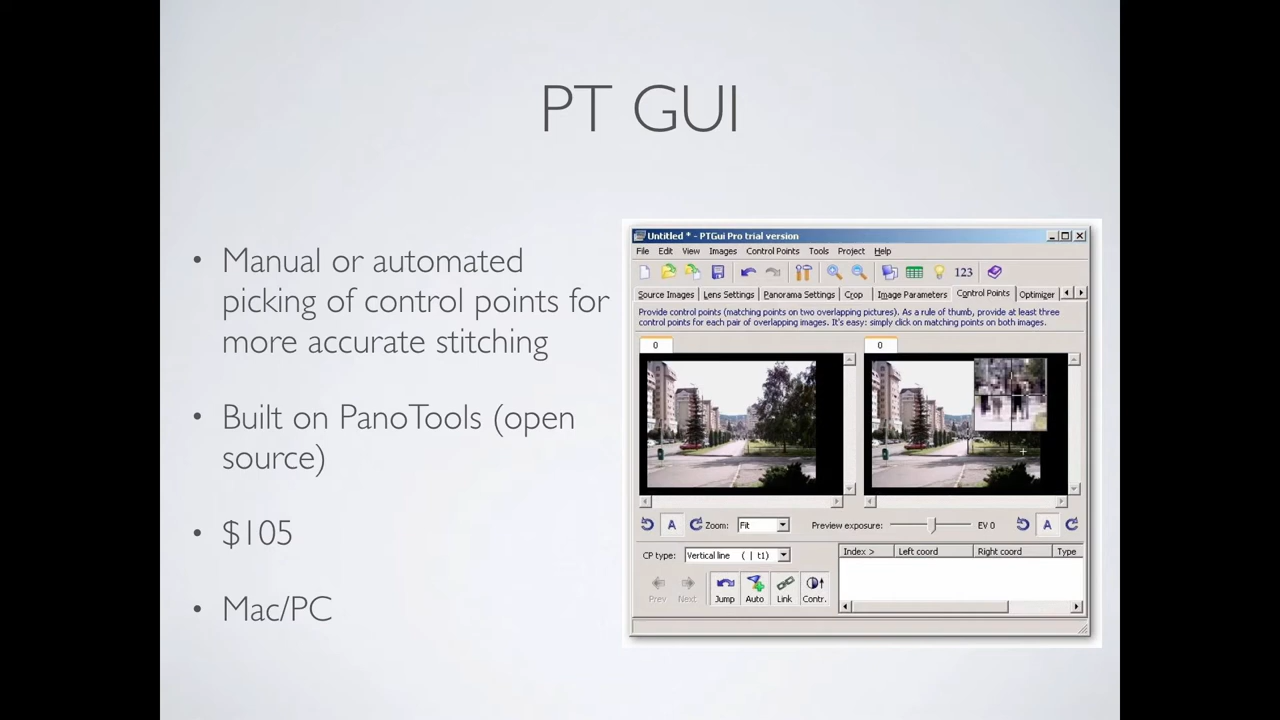 PT GUI
• Manual or automated
picking of control points for
more accurate stitching
• Built on PanoTools (open
source)
• $105
• Mac/PC
Untitled * - PTGui Pro trial version
File Edit View Images Control Points Tools Project Help
123
Source Images Lens Settings Panorama Settings Crop Image Parameters Control Points Optimizer
Provide control points (matching points on two overlapping pictures). As a rule of thumb, provide at least three
control points for each pair of overlapping images. It's easy: simply click on matching points on both images.
0 0
A Zoom: Fit Preview exposure: EV 0 A
CP type: Vertical line ( | t1) Index > Left coord Right coord Type
Prev Next Jump Auto Link Contr.